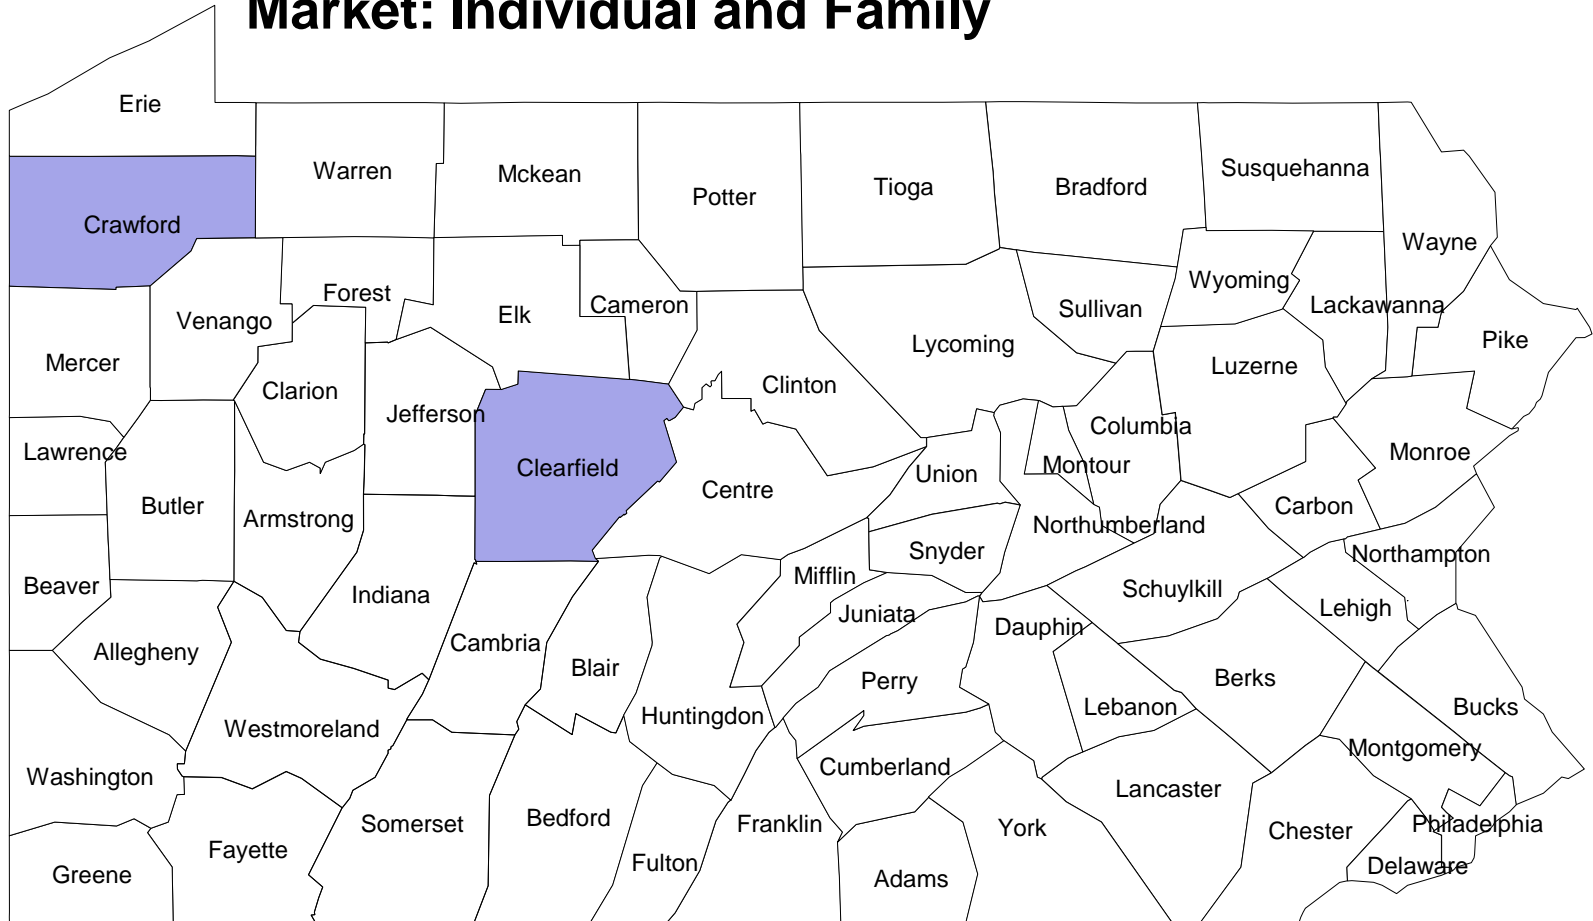 Market: Individual and Family
Erie
Warren
Mckean
Potter
Tioga
Bradford
Susquehanna
Crawford
Wayne
Forest
Elk
Cameron
Wyoming
Lackawanna
Venango
Sullivan
Pike
Mercer
Lycoming
Luzerne
Clarion
Clinton
Jefferson
Columbia
Lawrence
Clearfield
Montour
Monroe
Union
Centre
Butler
Armstrong
Carbon
Northumberland
Snyder
Northampton
Beaver
Mifflin
Indiana
Schuylkill
Lehigh
Juniata
Dauphin
Cambria
Allegheny
Blair
Perry
Berks
Lebanon
Bucks
Huntingdon
Westmoreland
Montgomery
Washington
Cumberland
Lancaster
Somerset
Bedford
Franklin
York
Chester
Philadelphia
Fayette
Fulton
Delaware
Greene
Adams